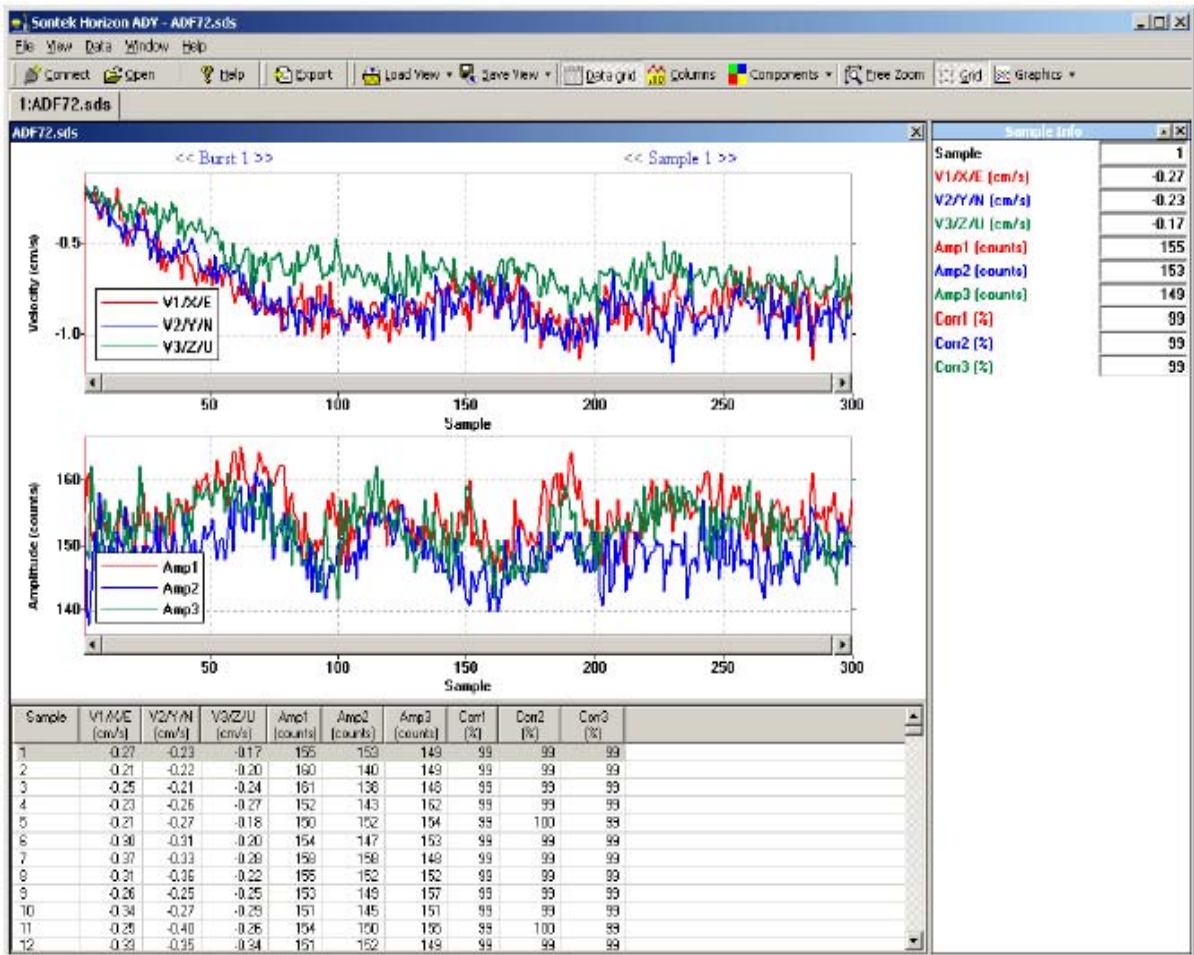 Sontek Horizon ADV - ADF72.sds
File View Data Window Help
Connect Open Help Export Load View Save View Data grid Columns Components Free Zoom Grid Graphics
1:ADF72.sds
ADF72.sds
<< Burst 1 >> << Sample 1 >>
Velocity (cm/s)
-0.5
-1.0
V1/X/E
V2/Y/N
V3/Z/U
50 100 150 200 250 300
Sample
Amplitude (counts)
160
150
140
Amp1
Amp2
Amp3
50 100 150 200 250 300
Sample
Sample V1/X/E (cm/s) V2/Y/N (cm/s) V3/Z/U (cm/s) Amp1 (counts) Amp2 (counts) Amp3 (counts) Corr1 (%) Corr2 (%) Corr3 (%)
1 -0.27 -0.23 -0.17 155 153 149 99 99 99
2 -0.21 -0.22 -0.20 160 140 149 99 99 99
3 -0.25 -0.21 -0.24 161 138 148 99 99 99
4 -0.23 -0.26 -0.27 152 143 162 99 99 99
5 -0.21 -0.27 -0.18 150 152 154 99 100 99
6 -0.30 -0.31 -0.20 154 147 153 99 99 99
7 -0.37 -0.33 -0.28 158 158 148 99 99 99
8 -0.31 -0.36 -0.22 155 152 152 99 99 99
9 -0.26 -0.25 -0.25 153 149 157 99 99 99
10 -0.34 -0.27 -0.29 151 145 151 99 99 99
11 -0.25 -0.40 -0.26 154 150 155 99 100 99
12 -0.33 -0.35 -0.34 151 152 149 99 99 99
Sample Info
Sample 1
V1/X/E (cm/s) -0.27
V2/Y/N (cm/s) -0.23
V3/Z/U (cm/s) -0.17
Amp1 (counts) 155
Amp2 (counts) 153
Amp3 (counts) 149
Corr1 (%) 99
Corr2 (%) 99
Corr3 (%) 99